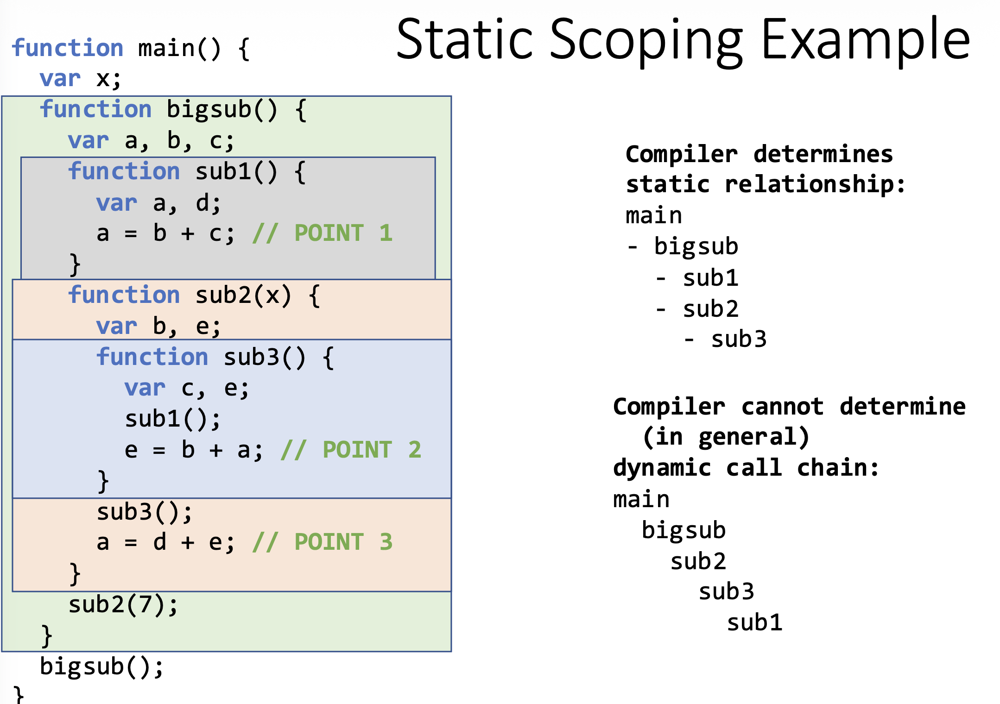 Static Scoping Example
function main() {
  var x;
  function bigsub() {
    var a, b, c;
    function sub1() {
      var a, d;
      a = b + c; // POINT 1
    }
    function sub2(x) {
      var b, e;
      function sub3() {
        var c, e;
        sub1();
        e = b + a; // POINT 2
      }
      sub3();
      a = d + e; // POINT 3
    }
    sub2(7);
  }
  bigsub();
}
Compiler determines
static relationship:
main
- bigsub
  - sub1
  - sub2
    - sub3
Compiler cannot determine
  (in general)
dynamic call chain:
main
  bigsub
    sub2
      sub3
        sub1